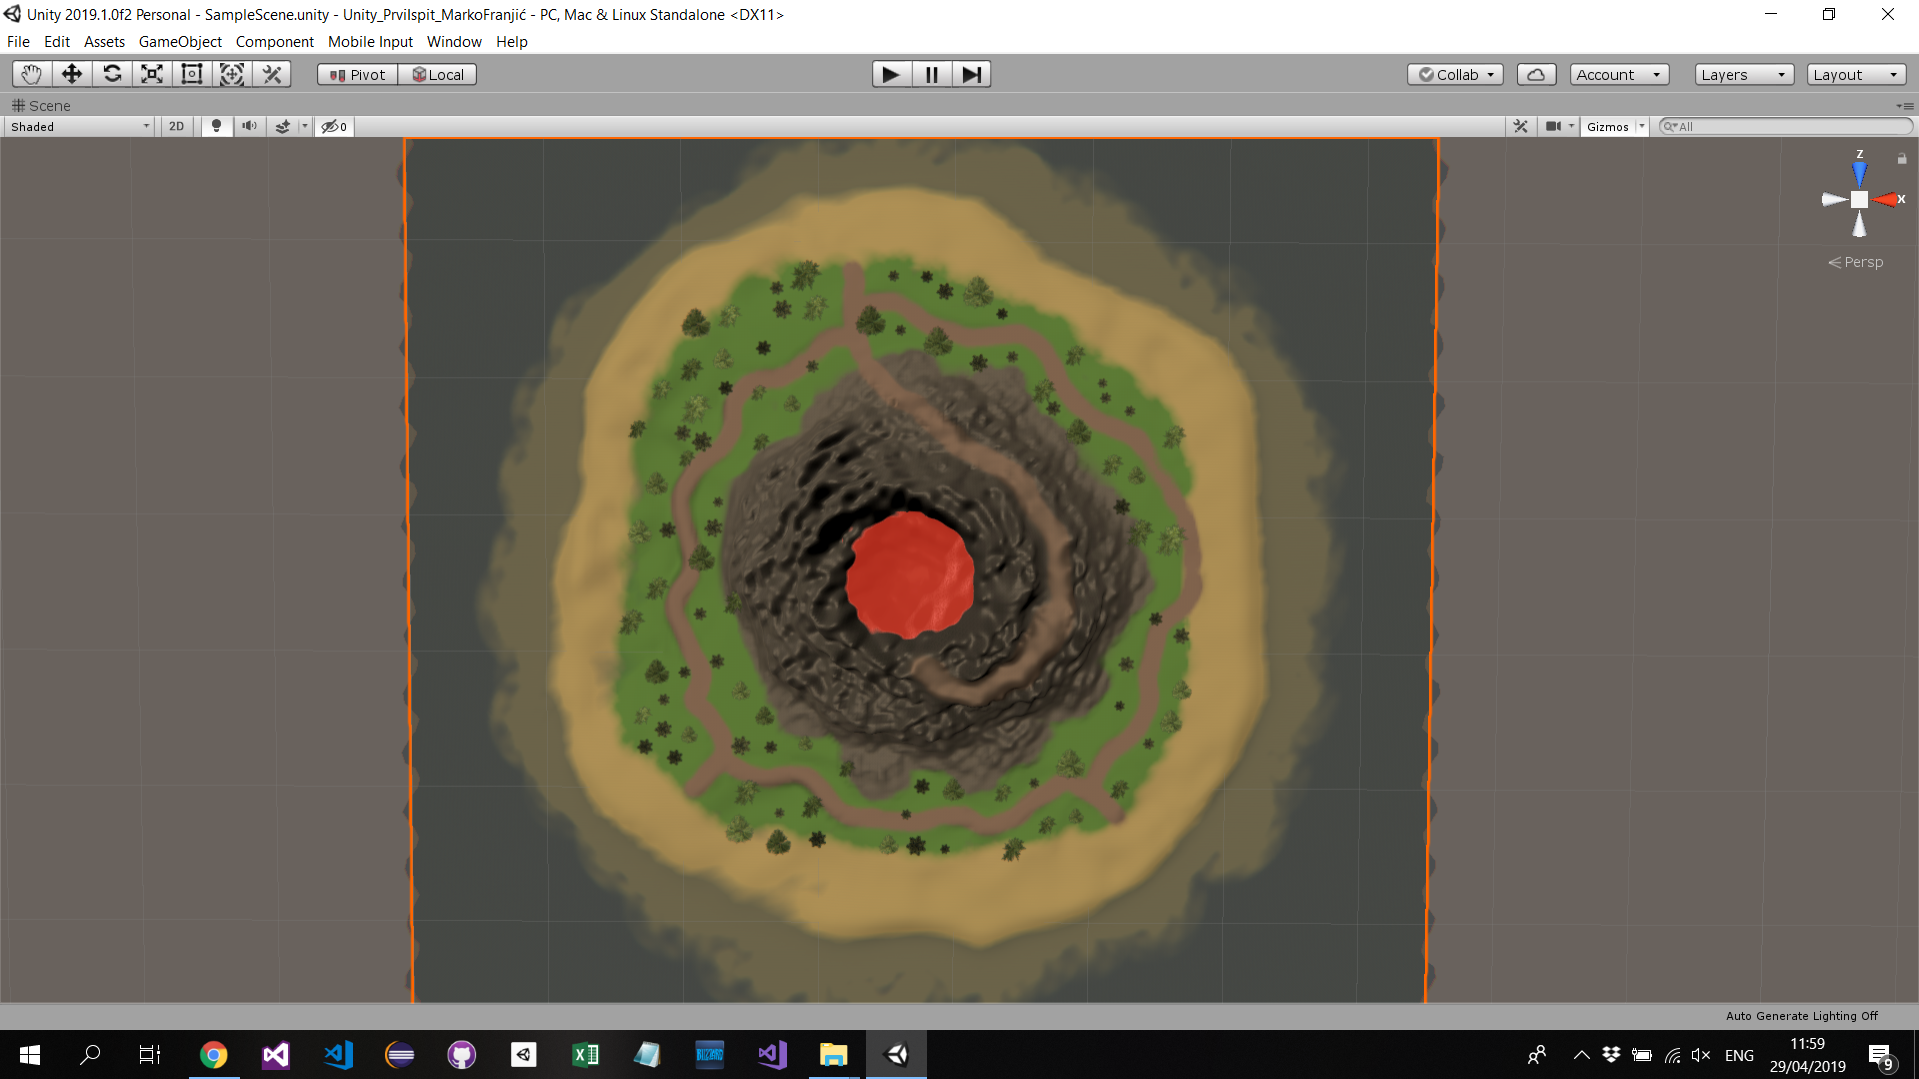 Unity 2019.1.0f2 Personal - SampleScene.unity - Unity_PrviIspit_MarkoFranjić - PC, Mac & Linux Standalone <DX11>
File Edit Assets GameObject Component Mobile Input Window Help
Pivot Local Collab Account Layers Layout
Scene
Shaded 2D 0 Gizmos All
z
x
Persp
Auto Generate Lighting Off
BLIZZARD
ENG
11:59
29/04/2019
9